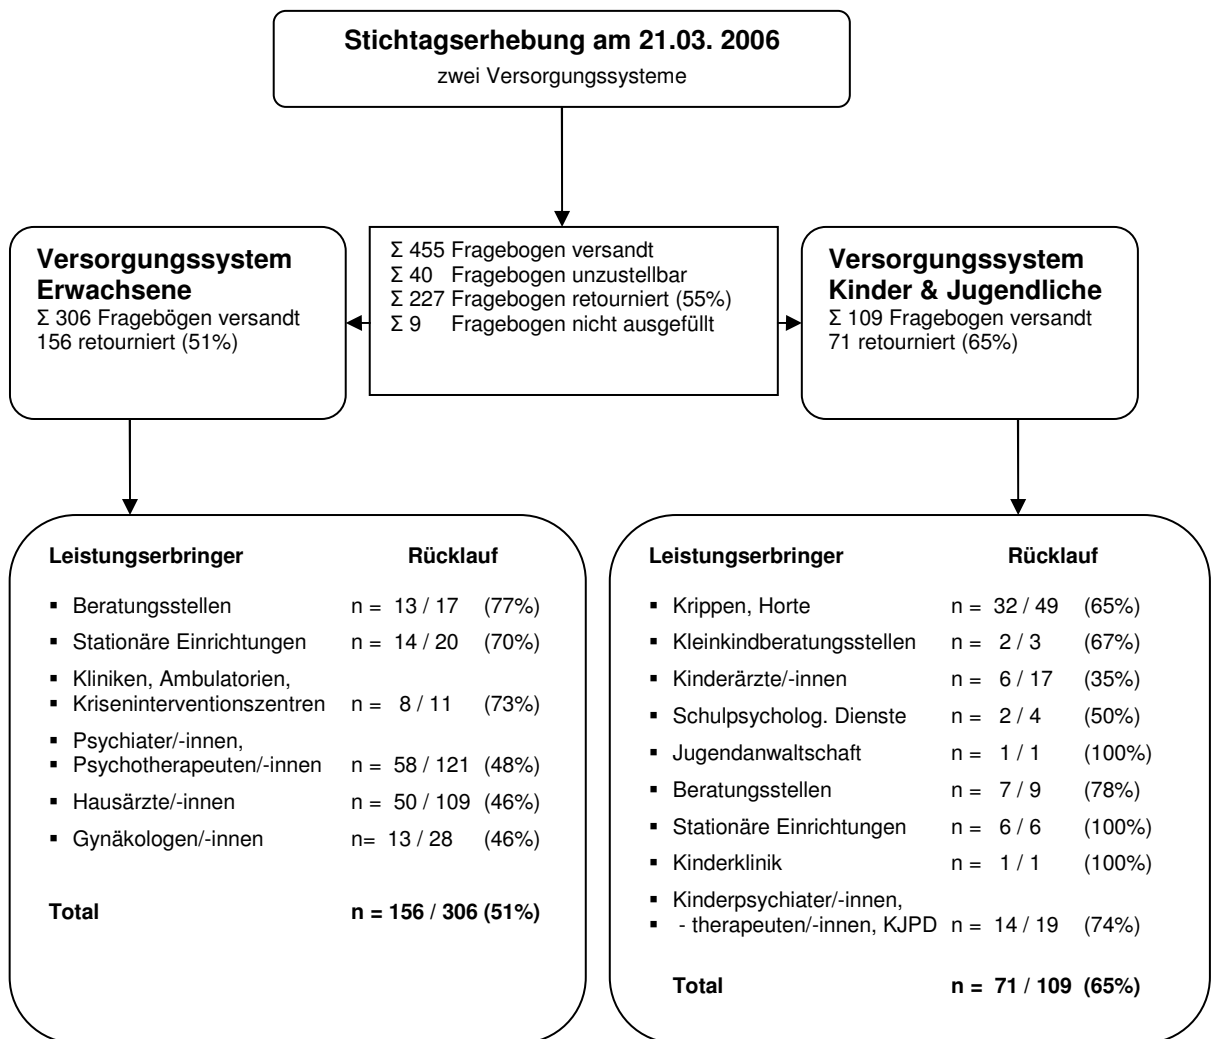 Stichtagserhebung am 21.03. 2006
zwei Versorgungssysteme
Versorgungssystem
Erwachsene
Σ 306 Fragebögen versandt
156 retourniert (51%)
Σ 455 Fragebogen versandt
Σ 40 Fragebogen unzustellbar
Σ 227 Fragebogen retourniert (55%)
Σ 9 Fragebogen nicht ausgefüllt
Versorgungssystem
Kinder & Jugendliche
Σ 109 Fragebogen versandt
71 retourniert (65%)
Leistungserbringer Rücklauf
▪ Beratungsstellen n = 13 / 17 (77%)
▪ Stationäre Einrichtungen n = 14 / 20 (70%)
▪ Kliniken, Ambulatorien,
▪ Kriseninterventionszentren n = 8 / 11 (73%)
▪ Psychiater/-innen,
▪ Psychotherapeuten/-innen n = 58 / 121 (48%)
▪ Hausärzte/-innen n = 50 / 109 (46%)
▪ Gynäkologen/-innen n= 13 / 28 (46%)
Total n = 156 / 306 (51%)
Leistungserbringer Rücklauf
▪ Krippen, Horte n = 32 / 49 (65%)
▪ Kleinkindberatungsstellen n = 2 / 3 (67%)
▪ Kinderärzte/-innen n = 6 / 17 (35%)
▪ Schulpsycholog. Dienste n = 2 / 4 (50%)
▪ Jugendanwaltschaft n = 1 / 1 (100%)
▪ Beratungsstellen n = 7 / 9 (78%)
▪ Stationäre Einrichtungen n = 6 / 6 (100%)
▪ Kinderklinik n = 1 / 1 (100%)
▪ Kinderpsychiater/-innen,
▪ - therapeuten/-innen, KJPD n = 14 / 19 (74%)
Total n = 71 / 109 (65%)